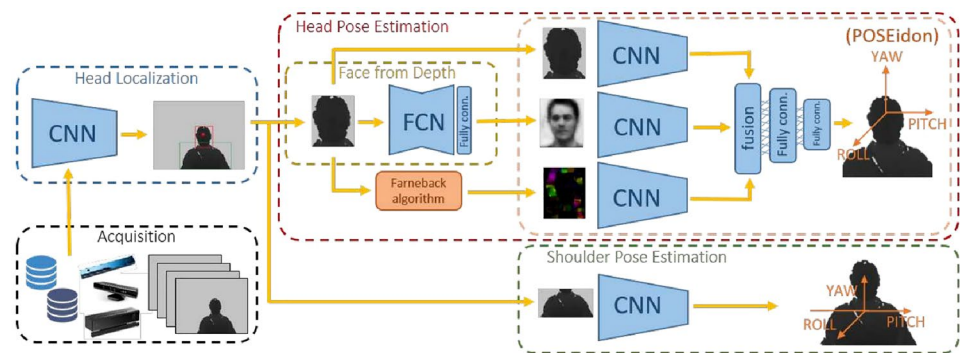 Head Pose Estimation
(POSEidon)
Head Localization
CNN
Face from Depth
FCN
Fully conn.
Farneback
algorithm
CNN
CNN
CNN
fusion
Fully conn.
Fully conn.
YAW
PITCH
ROLL
Acquisition
Shoulder Pose Estimation
CNN
YAW
ROLL
PITCH